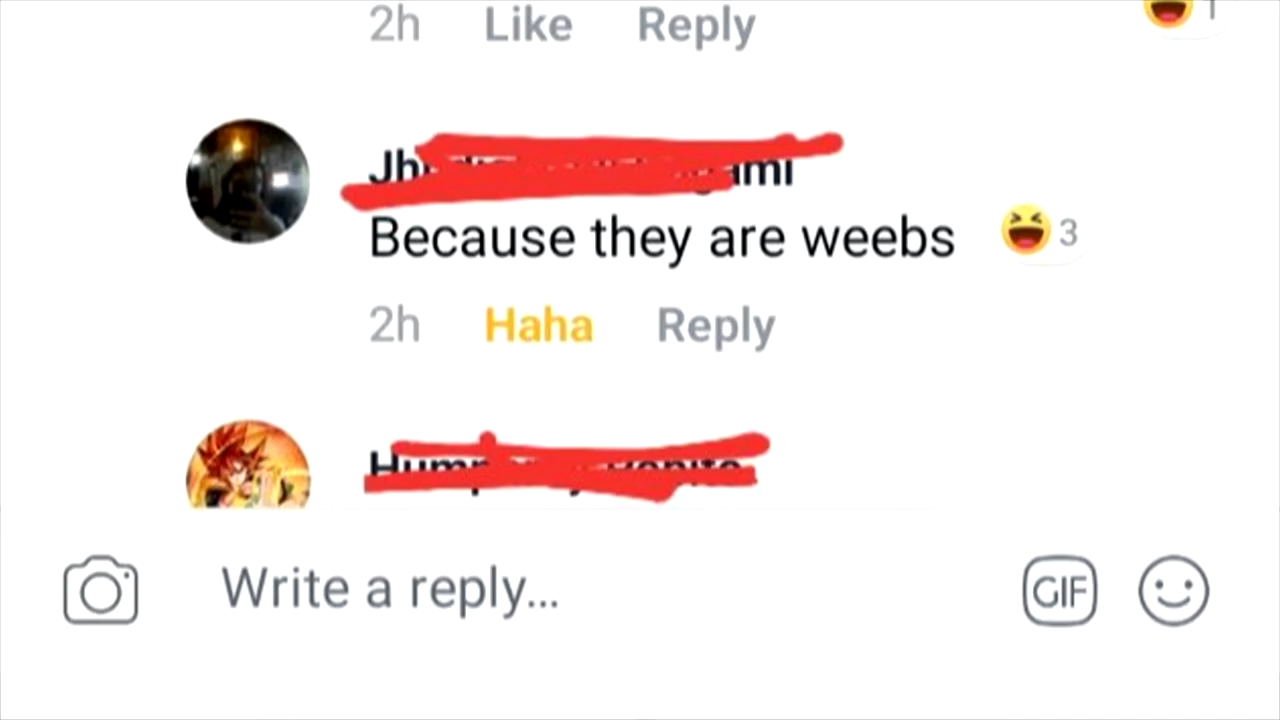 2h Like Reply
Because they are weebs 3
2h Haha Reply
Write a reply...
GIF